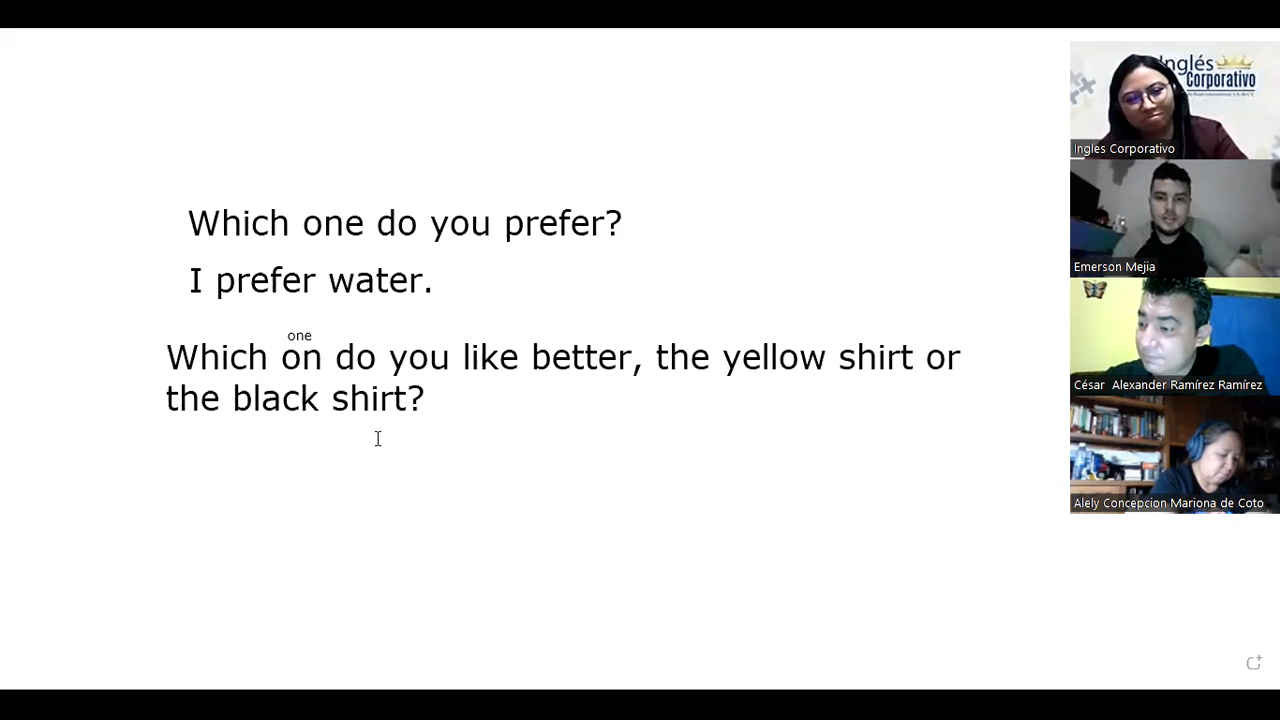 Which one do you prefer?
I prefer water.
one
Which on do you like better, the yellow shirt or
the black shirt?
Inglés
Corporativo
Ingles Corporativo
Emerson Mejia
César Alexander Ramírez Ramírez
Alely Concepcion Mariona de Coto